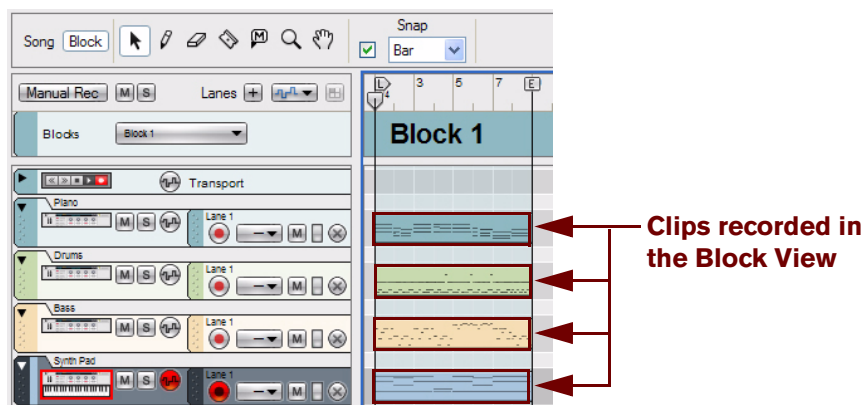 Snap
Song Block
Bar
Manual Rec M S Lanes
L 3 5 7 E
4
Blocks Block 1
Block 1
Transport
Piano
M S Lane 1
M
Drums
M S Lane 1
M
Bass
M S Lane 1
M
Synth Pad
M S Lane 1
M
Clips recorded in
the Block View